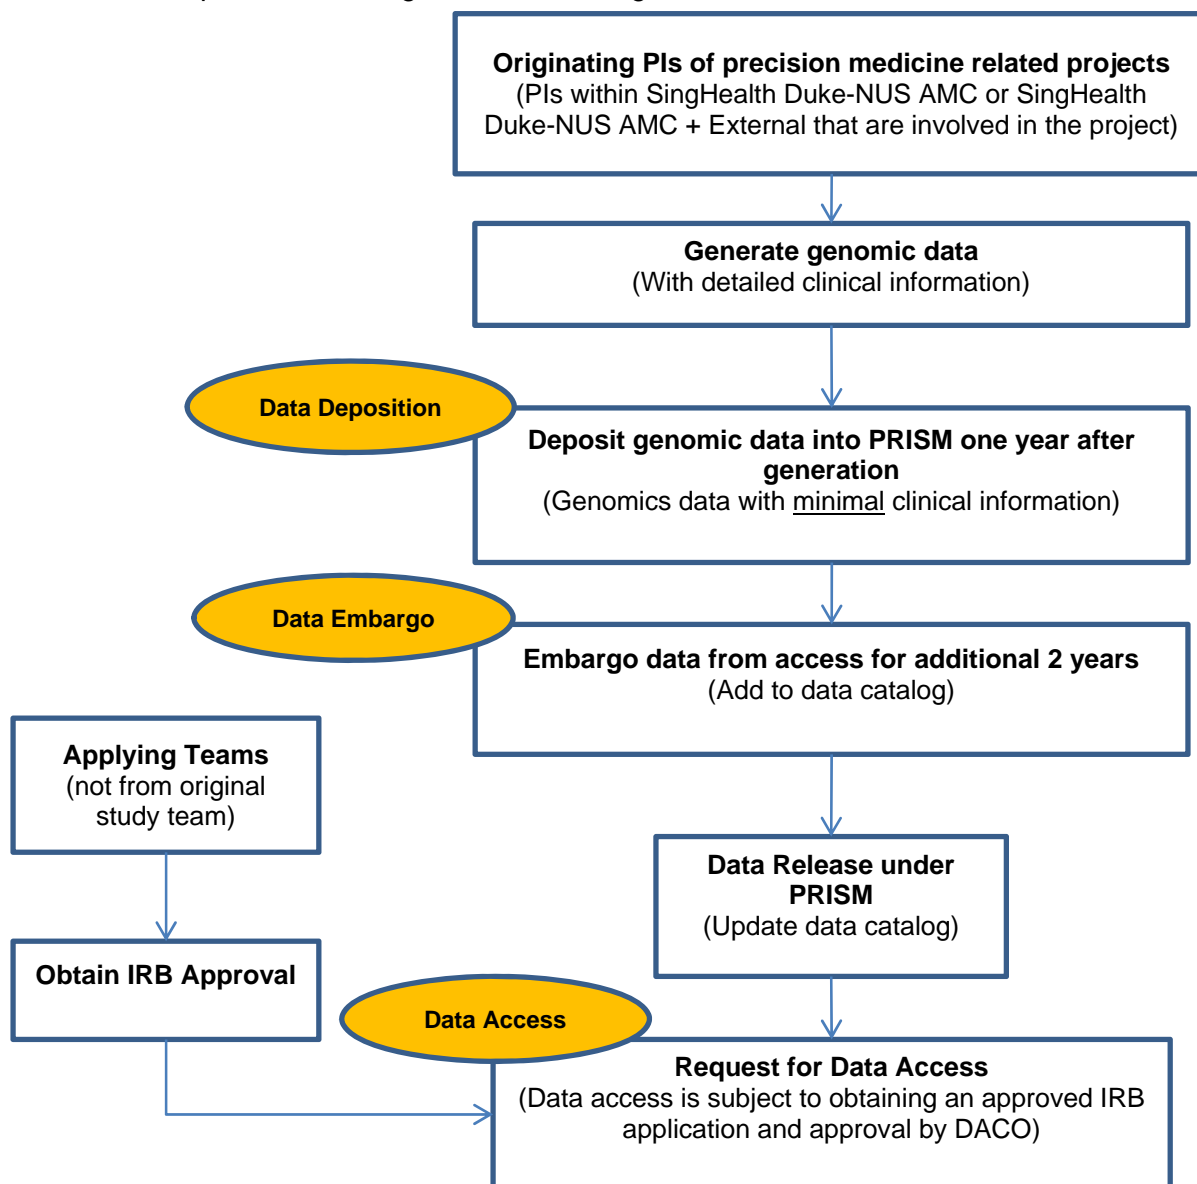 Originating PIs of precision medicine related projects
(PIs within SingHealth Duke-NUS AMC or SingHealth
Duke-NUS AMC + External that are involved in the project)
Generate genomic data
(With detailed clinical information)
Data Deposition
Deposit genomic data into PRISM one year after
generation
(Genomics data with minimal clinical information)
Data Embargo
Embargo data from access for additional 2 years
(Add to data catalog)
Applying Teams
(not from original
study team)
Data Release under
PRISM
(Update data catalog)
Obtain IRB Approval
Data Access
Request for Data Access
(Data access is subject to obtaining an approved IRB
application and approval by DACO)